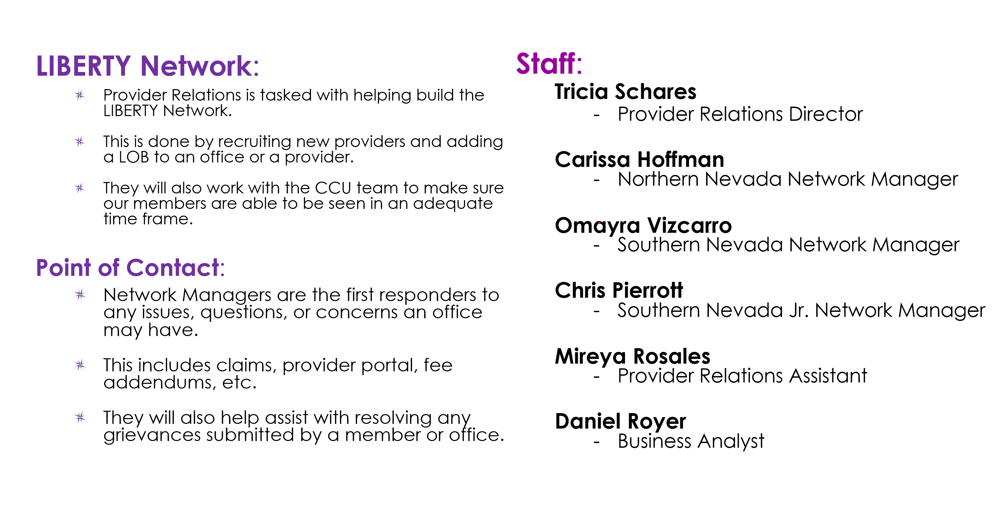 LIBERTY Network:
Provider Relations is tasked with helping build the
LIBERTY Network.
This is done by recruiting new providers and adding
a LOB to an office or a provider.
They will also work with the CCU team to make sure
our members are able to be seen in an adequate
time frame.
Point of Contact:
Network Managers are the first responders to
any issues, questions, or concerns an office
may have.
This includes claims, provider portal, fee
addendums, etc.
They will also help assist with resolving any
grievances submitted by a member or office.
Staff:
Tricia Schares
- Provider Relations Director
Carissa Hoffman
- Northern Nevada Network Manager
Omayra Vizcarro
- Southern Nevada Network Manager
Chris Pierrott
- Southern Nevada Jr. Network Manager
Mireya Rosales
- Provider Relations Assistant
Daniel Royer
- Business Analyst